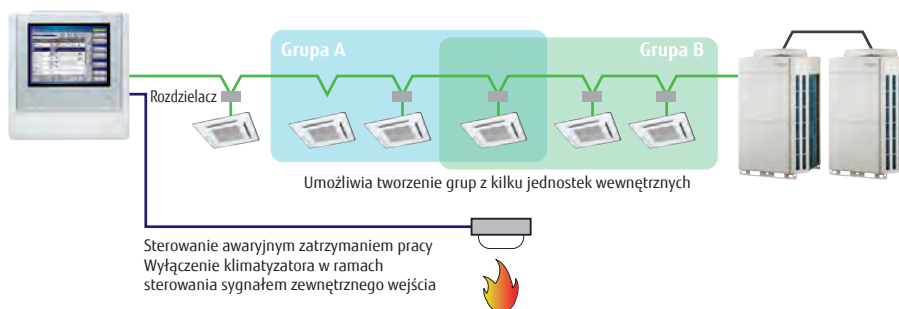 Grupa A
Grupa B
Rozdzielacz
Umożliwia tworzenie grup z kilku jednostek wewnętrznych
Sterowanie awaryjnym zatrzymaniem pracy
Wyłączenie klimatyzatora w ramach
sterowania sygnałem zewnętrznego wejścia